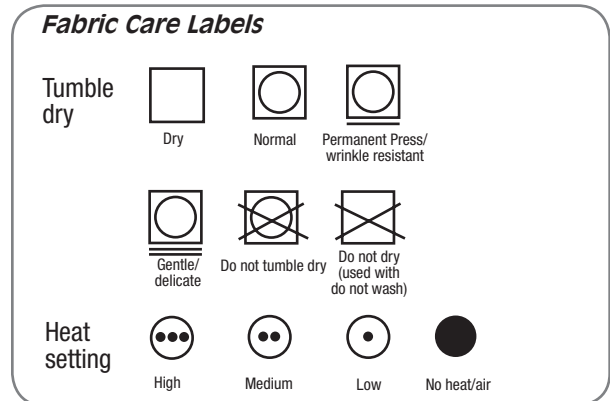 Fabric Care Labels
Tumble
dry
Dry
Normal
Permanent Press/
wrinkle resistant
Gentle/
delicate
Do not tumble dry
Do not dry
(used with
do not wash)
Heat
setting
High
Medium
Low
No heat/air